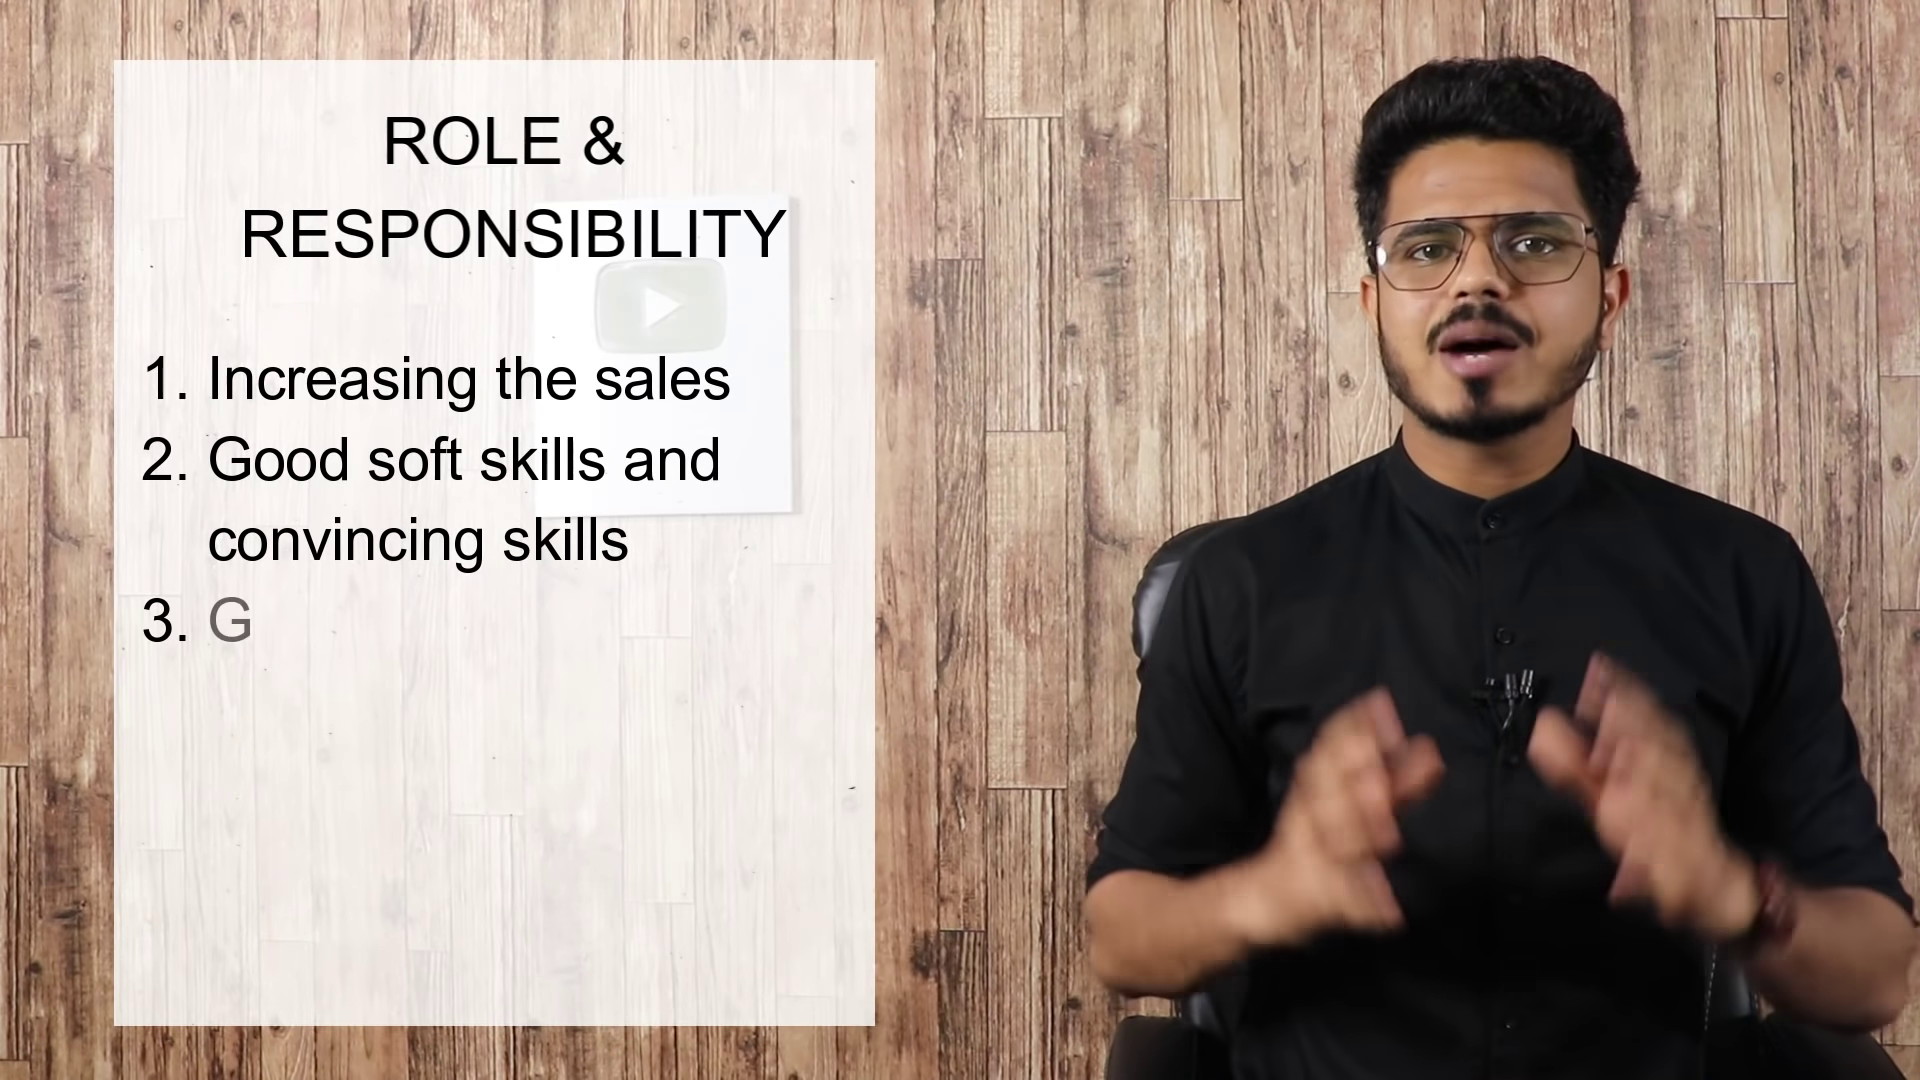 ROLE &
RESPONSIBILITY
1. Increasing the sales
2. Good soft skills and
convincing skills
3. G